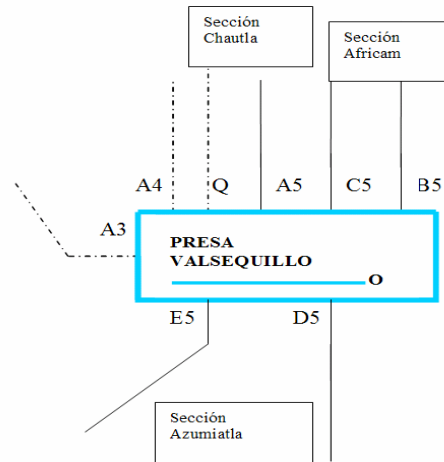 Sección
Chautla
Sección
Africam
A4
Q
A5
C5
B5
A3
PRESA
VALSEQUILLO
O
E5
D5
Sección
Azumiatla